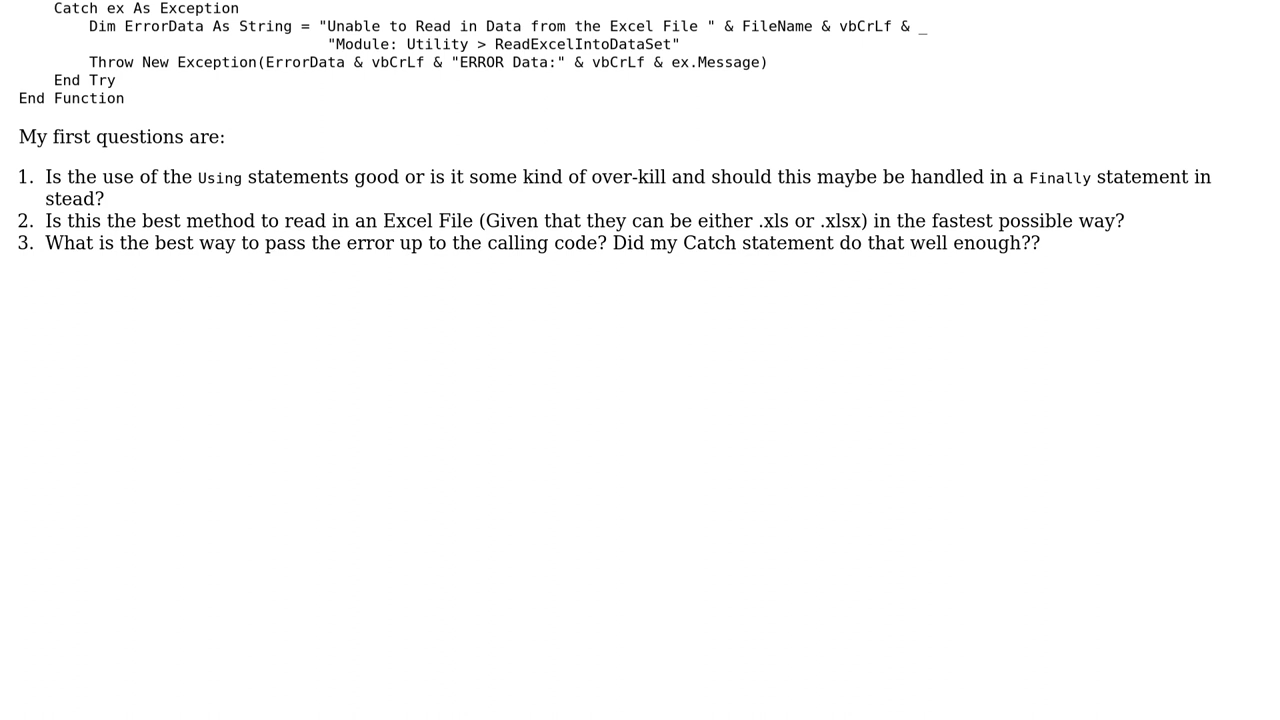 Catch ex As Exception
Dim ErrorData As String = "Unable to Read in Data from the Excel File " & FileName & vbCrLf & _
"Module: Utility > ReadExcelIntoDataSet"
Throw New Exception(ErrorData & vbCrLf & "ERROR Data:" & vbCrLf & ex.Message)
End Try
End Function
My first questions are:
1. Is the use of the Using statements good or is it some kind of over-kill and should this maybe be handled in a Finally statement in
stead?
2. Is this the best method to read in an Excel File (Given that they can be either .xls or .xlsx) in the fastest possible way?
3. What is the best way to pass the error up to the calling code? Did my Catch statement do that well enough??